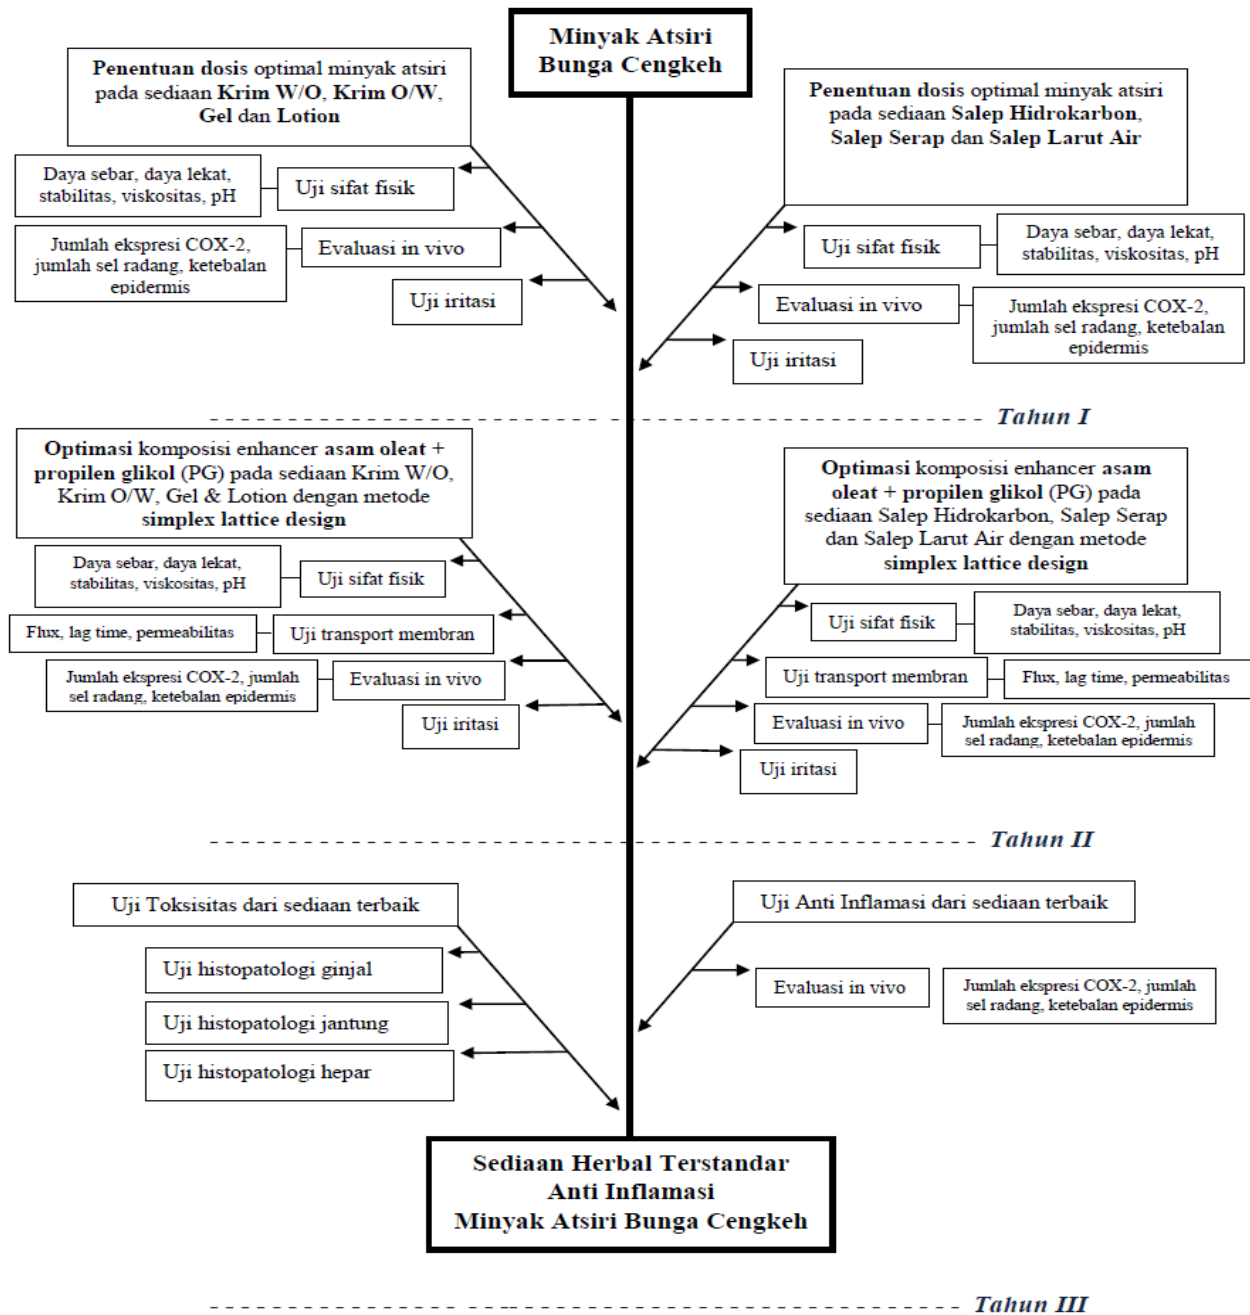 Minyak Atsiri
Bunga Cengkeh
Penentuan dosis optimal minyak atsiri
pada sediaan Krim W/O, Krim O/W,
Gel dan Lotion
Daya sebar, daya lekat,
stabilitas, viskositas, pH
Uji sifat fisik
Jumlah ekspresi COX-2,
jumlah sel radang, ketebalan
epidermis
Evaluasi in vivo
Uji iritasi
Penentuan dosis optimal minyak atsiri
pada sediaan Salep Hidrokarbon,
Salep Serap dan Salep Larut Air
Uji sifat fisik
Daya sebar, daya lekat,
stabilitas, viskositas, pH
Evaluasi in vivo
Jumlah ekspresi COX-2,
jumlah sel radang, ketebalan
epidermis
Uji iritasi
Tahun I
Optimasi komposisi enhancer asam oleat +
propilen glikol (PG) pada sediaan Krim W/O,
Krim O/W, Gel & Lotion dengan metode
simplex lattice design
Daya sebar, daya lekat,
stabilitas, viskositas, pH
Uji sifat fisik
Flux, lag time, permeabilitas
Uji transport membran
Jumlah ekspresi COX-2, jumlah
sel radang, ketebalan epidermis
Evaluasi in vivo
Uji iritasi
Optimasi komposisi enhancer asam
oleat + propilen glikol (PG) pada
sediaan Salep Hidrokarbon, Salep Serap
dan Salep Larut Air dengan metode
simplex lattice design
Uji sifat fisik
Daya sebar, daya lekat,
stabilitas, viskositas, pH
Uji transport membran
Flux, lag time, permeabilitas
Evaluasi in vivo
Jumlah ekspresi COX-2, jumlah
sel radang, ketebalan epidermis
Uji iritasi
Tahun II
Uji Toksisitas dari sediaan terbaik
Uji histopatologi ginjal
Uji histopatologi jantung
Uji histopatologi hepar
Uji Anti Inflamasi dari sediaan terbaik
Evaluasi in vivo
Jumlah ekspresi COX-2, jumlah
sel radang, ketebalan epidermis
Sediaan Herbal Terstandar
Anti Inflamasi
Minyak Atsiri Bunga Cengkeh
Tahun III